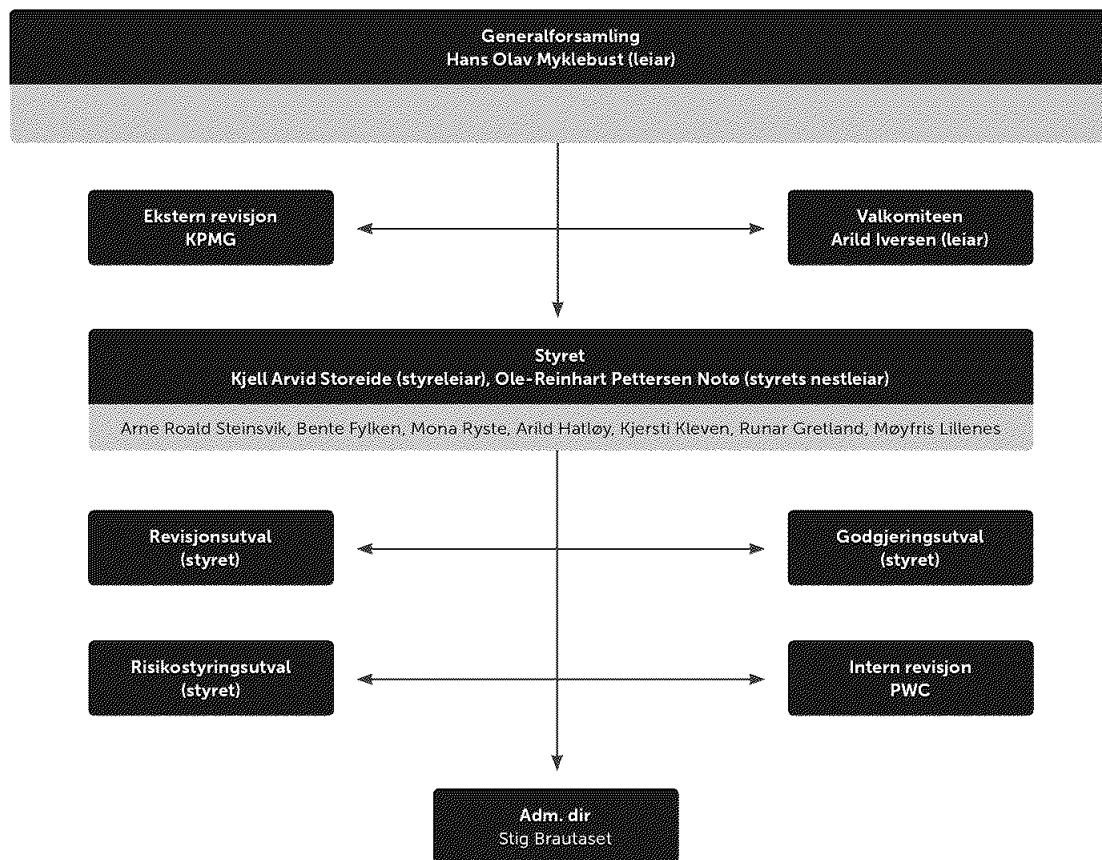 Generalforsamling
Hans Olav Myklebust (leiar)
Ekstern revisjon
KPMG
Valkomiteen
Arild Iversen (leiar)
Styret
Kjell Arvid Storeide (styreleiar), Ole-Reinhart Pettersen Notø (styrets nestleiar)
Arne Roald Steinsvik, Bente Fylken, Mona Ryste, Arild Hatløy, Kjersti Kleven, Runar Gretland, Møyfris Lillenes
Revisjonsutval
(styret)
Godgjeringsutval
(styret)
Risikostyringsutval
(styret)
Intern revisjon
PWC
Adm. dir
Stig Brautaset